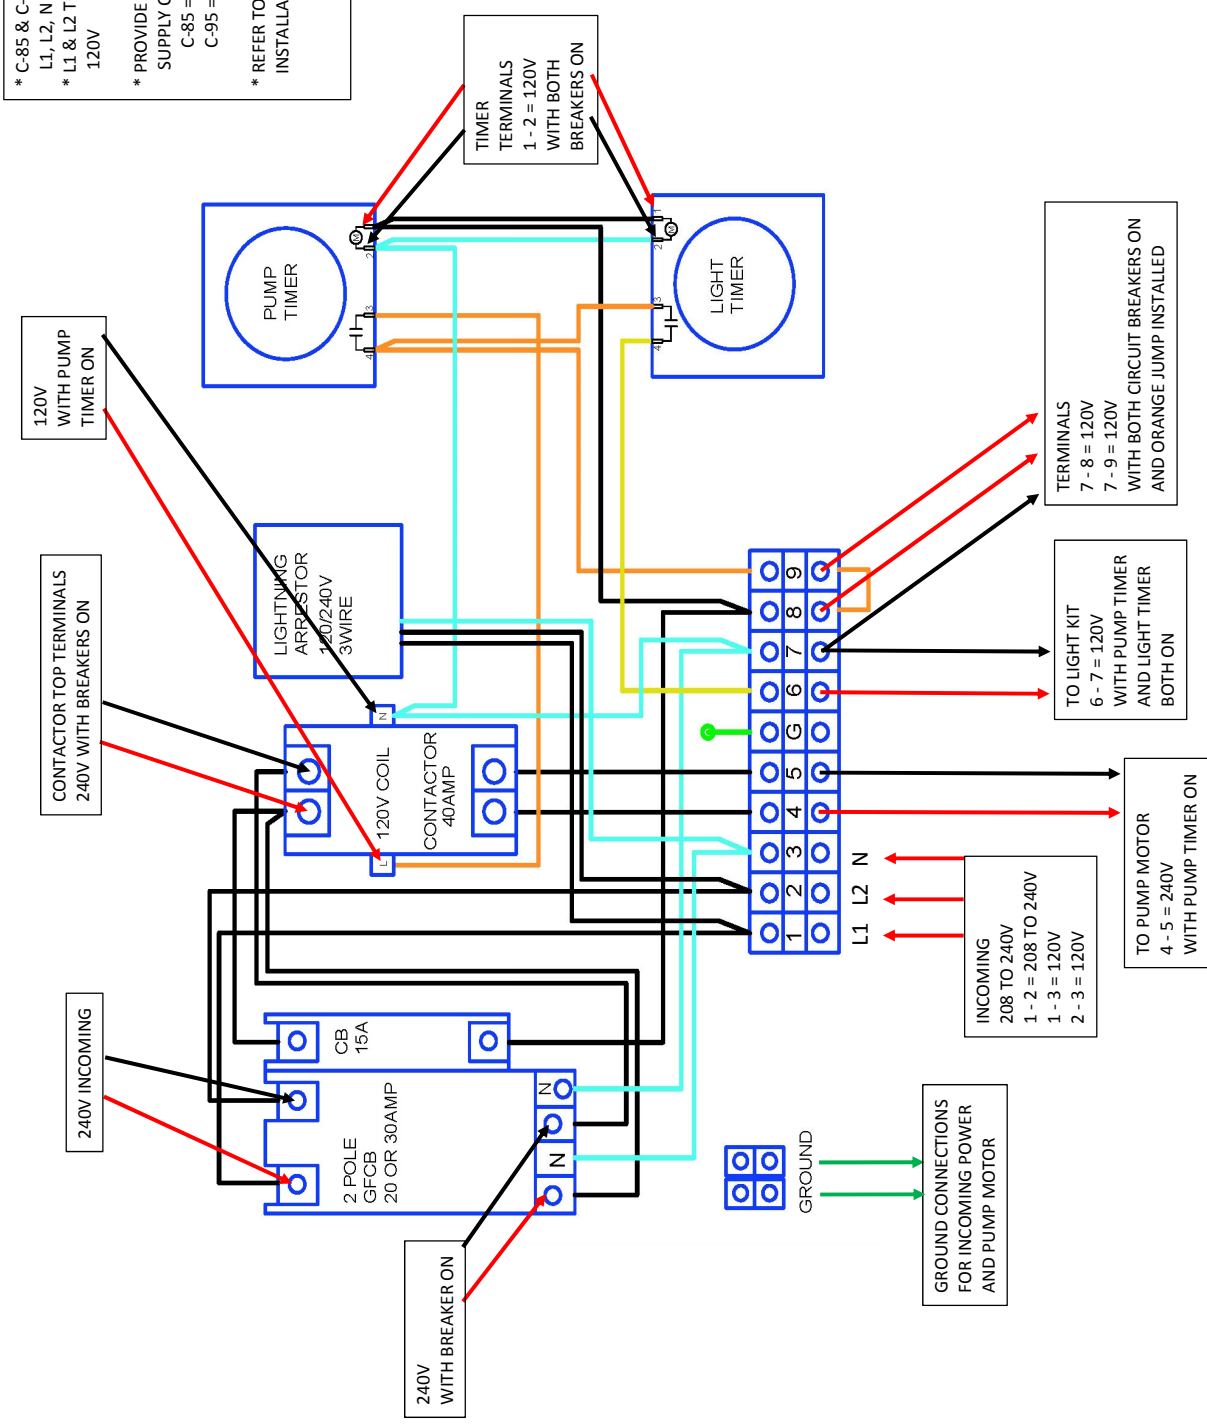 * C-85 & C-
L1, L2, N
* L1 & L2 T
120V
* PROVIDE
SUPPLY C
C-85 =
C-95 =
* REFER TO
INSTALLA
TIMER
TERMINALS
1 - 2 = 120V
WITH BOTH
BREAKERS ON
120V
WITH PUMP
TIMER ON
PUMP
TIMER
M
2
3
4
LIGHT
TIMER
1
2
M
3
4
CONTACTOR TOP TERMINALS
240V WITH BREAKERS ON
LIGHTNING
ARRESTOR
120/240V
3WIRE
N
120V COIL
L
CONTACTOR
40AMP
240V INCOMING
CB
15A
2 POLE
GFCB
20 OR 30AMP
N
N
240V
WITH BREAKER ON
1 2 3 4 5 G 6 7 8 9
L1 L2 N
TERMINALS
7 - 8 = 120V
7 - 9 = 120V
WITH BOTH CIRCUIT BREAKERS ON
AND ORANGE JUMP INSTALLED
TO LIGHT KIT
6 - 7 = 120V
WITH PUMP TIMER
AND LIGHT TIMER
BOTH ON
TO PUMP MOTOR
4 - 5 = 240V
WITH PUMP TIMER ON
INCOMING
208 TO 240V
1 - 2 = 208 TO 240V
1 - 3 = 120V
2 - 3 = 120V
GROUND
GROUND CONNECTIONS
FOR INCOMING POWER
AND PUMP MOTOR